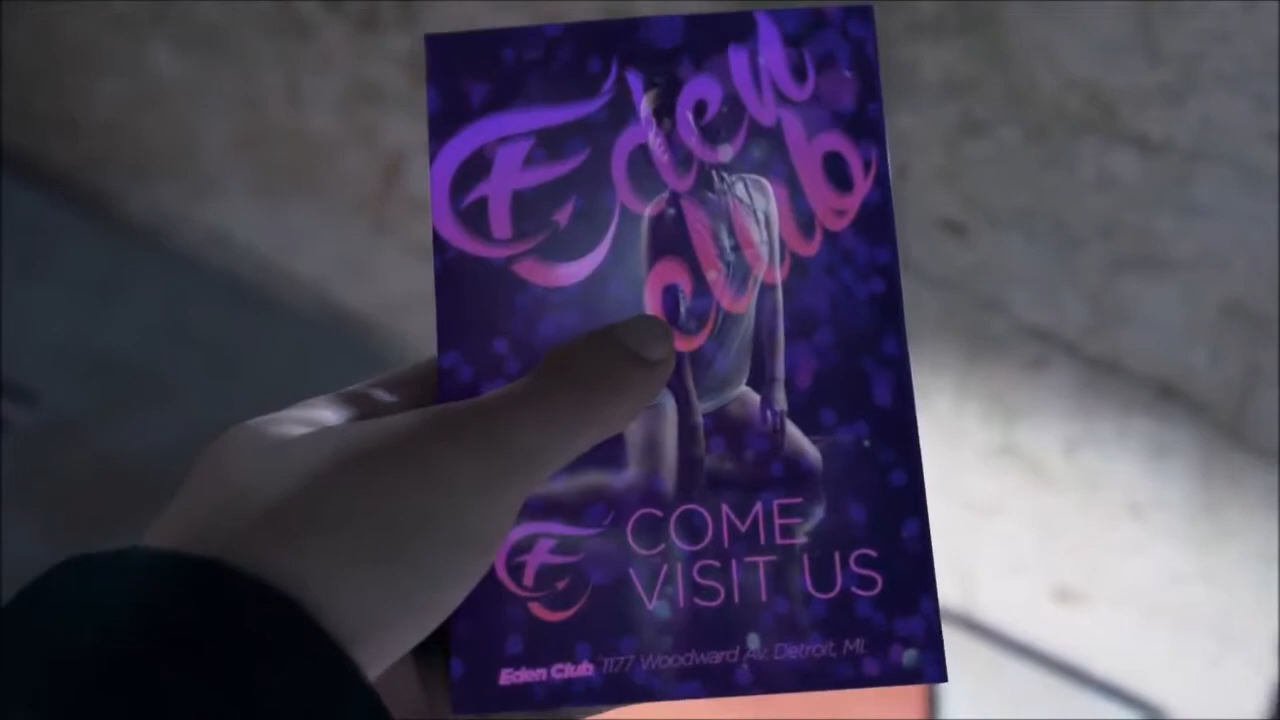 Eden
club
COME
VISIT US
Eden Club 1177 Woodward Av. Detroit, MI.